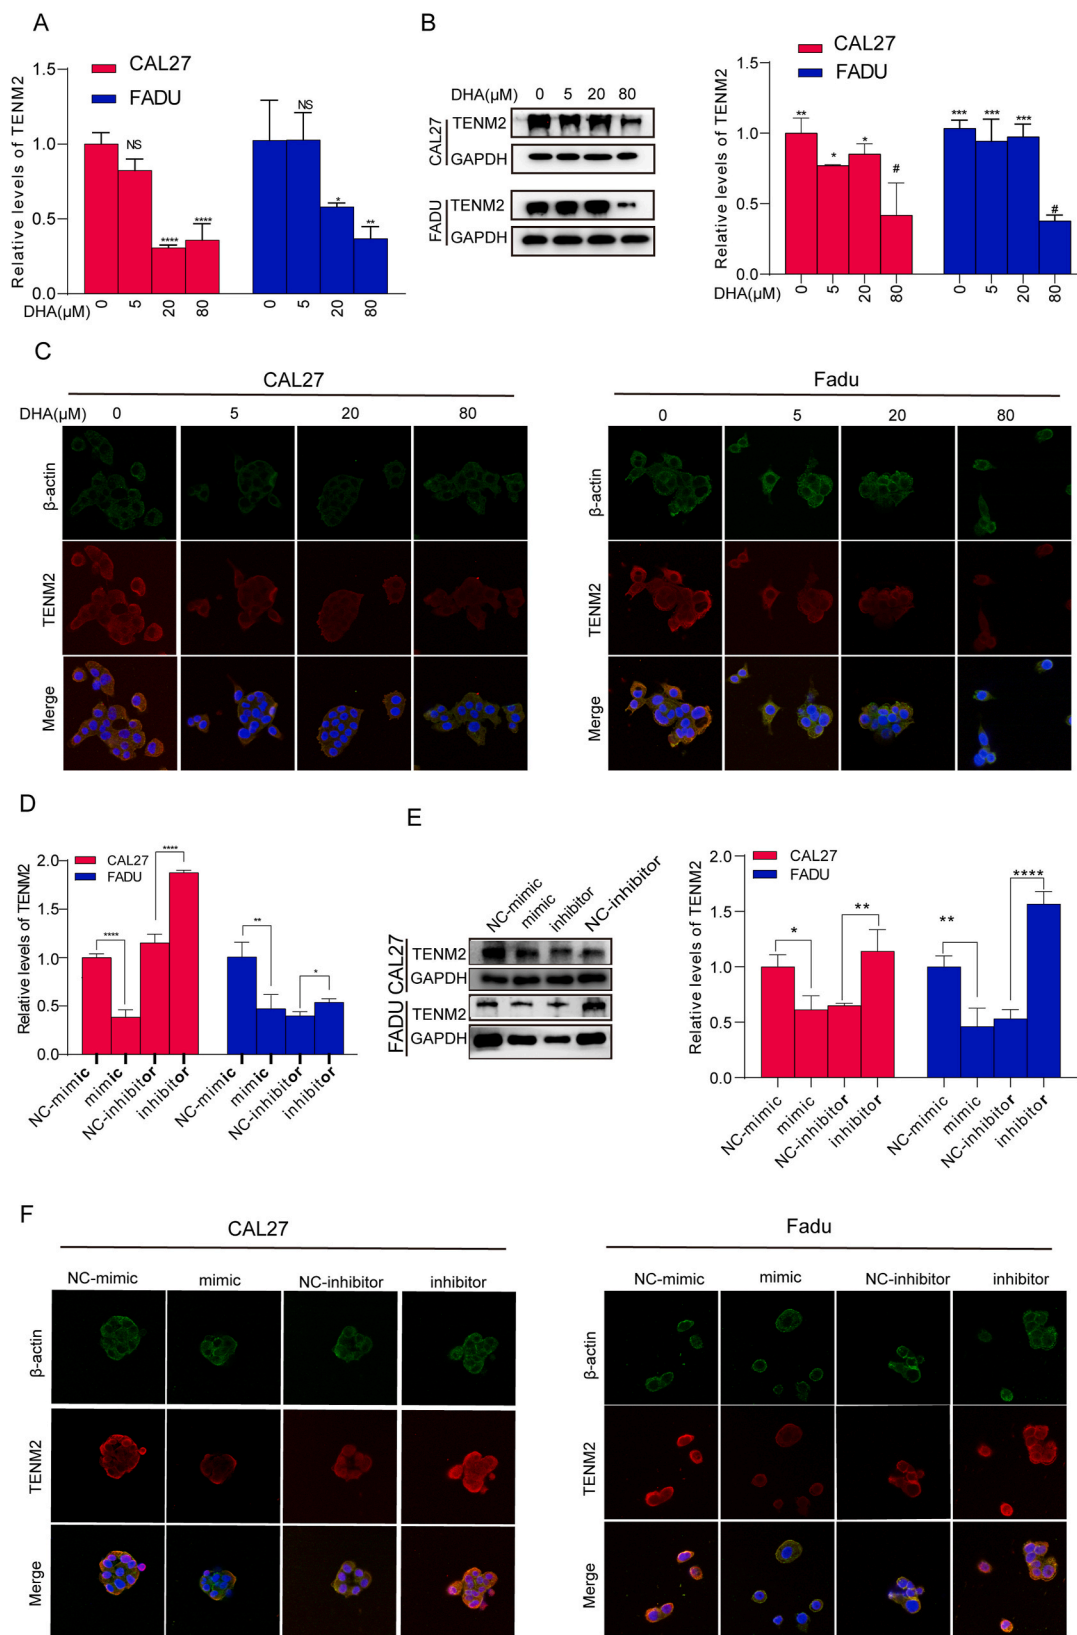 A
Relative levels of TENM2
CAL27
FADU
1.5
1.0
0.5
0.0
NS
****
****
NS
*
**
DHA(μM)
0
5
20
80
0
5
20
80
B
DHA(μM)
0
5
20
80
CAL27
TENM2
GAPDH
FADU
TENM2
GAPDH
Relative levels of TENM2
CAL27
FADU
1.5
1.0
0.5
0.0
**
*
*
#
***
***
***
#
DHA(μM)
0
5
20
80
0
5
20
80
C
CAL27
Fadu
DHA(μM)
0
5
20
80
0
5
20
80
β-actin
TENM2
Merge
β-actin
TENM2
Merge
D
Relative levels of TENM2
CAL27
FADU
2.0
1.5
1.0
0.5
0.0
****
****
**
*
NC-mimic
mimic
NC-inhibitor
inhibitor
NC-mimic
mimic
NC-inhibitor
inhibitor
E
NC-mimic
mimic
inhibitor
NC-inhibitor
CAL27
TENM2
GAPDH
FADU
TENM2
GAPDH
Relative levels of TENM2
CAL27
FADU
2.0
1.5
1.0
0.5
0.0
*
**
**
****
NC-mimic
mimic
NC-inhibitor
inhibitor
NC-mimic
mimic
NC-inhibitor
inhibitor
F
CAL27
Fadu
NC-mimic
mimic
NC-inhibitor
inhibitor
NC-mimic
mimic
NC-inhibitor
inhibitor
β-actin
TENM2
Merge
β-actin
TENM2
Merge